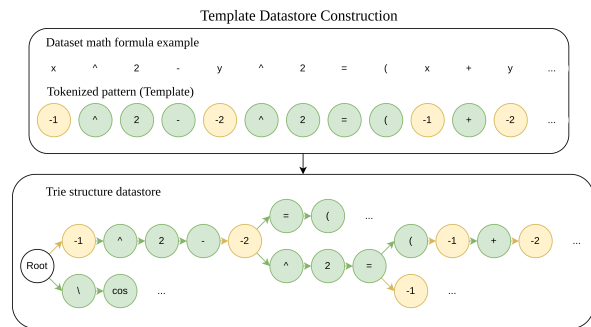 Template Datastore Construction
Dataset math formula example
x ^ 2 - y ^ 2 = ( x + y ...
Tokenized pattern (Template)
-1 ^ 2 - -2 ^ 2 = ( -1 + -2 ...
Trie structure datastore
= ( ...
-1 ^ 2 - -2 ( -1 + -2 ...
Root ^ 2 =
\ cos ... -1 ...